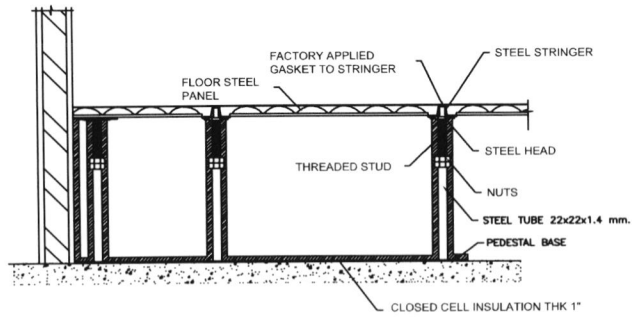 FACTORY APPLIED
GASKET TO STRINGER
STEEL STRINGER
FLOOR STEEL
PANEL
THREADED STUD
STEEL HEAD
NUTS
STEEL TUBE 22x22x1.4 mm.
PEDESTAL BASE
CLOSED CELL INSULATION THK 1"